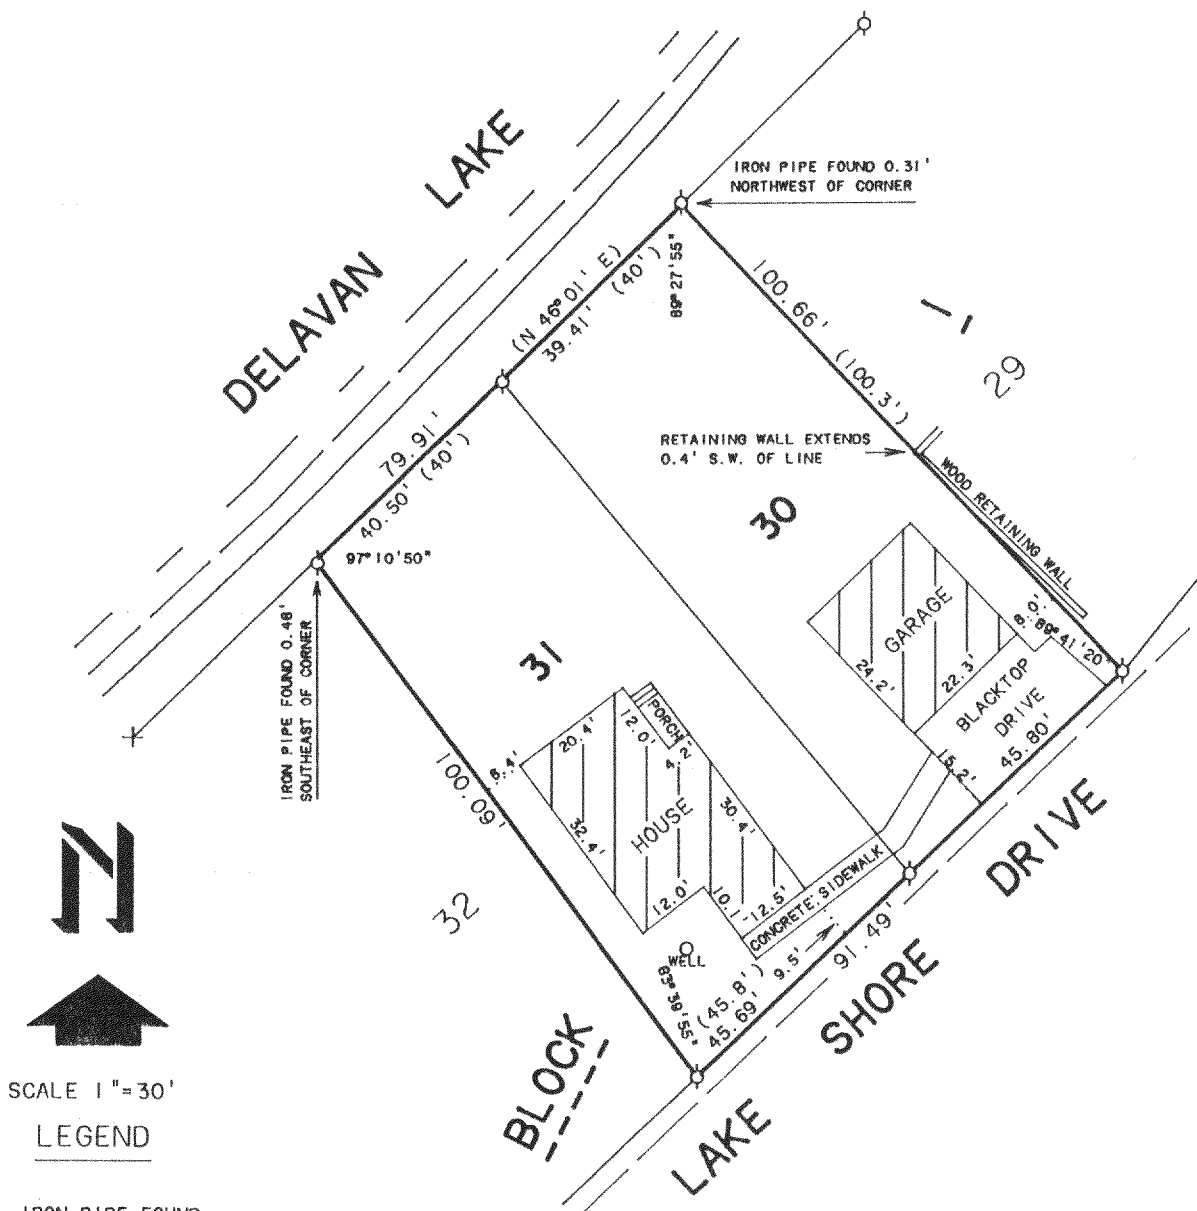 DELAVAN LAKE
IRON PIPE FOUND 0.31'
NORTHWEST OF CORNER
(N 46° 01' E)
39.41' (40')
89° 27'55"
100.66' (100.3')
1
29
79.91'
40.50' (40')
97° 10'50"
RETAINING WALL EXTENDS
0.4' S.W. OF LINE
WOOD RETAINING WALL
30
31
GARAGE
24.2'
22.3'
8.0'
89° 41'20"
BLACKTOP
DRIVE
15.2'
45.80'
IRON PIPE FOUND 0.48'
SOUTHEAST OF CORNER
100.09'
PORCH
20.4'
12.0'
4.2'
32.4'
HOUSE
30.4'
12.0'
10.1'
12.5'
CONCRETE SIDEWALK
32
WELL
83° 39'55"
(45.8')
45.69'
9.5'
91.49'
BLOCK
LAKE SHORE DRIVE
N
SCALE 1"=30'
LEGEND
IRON PIPE FOUND